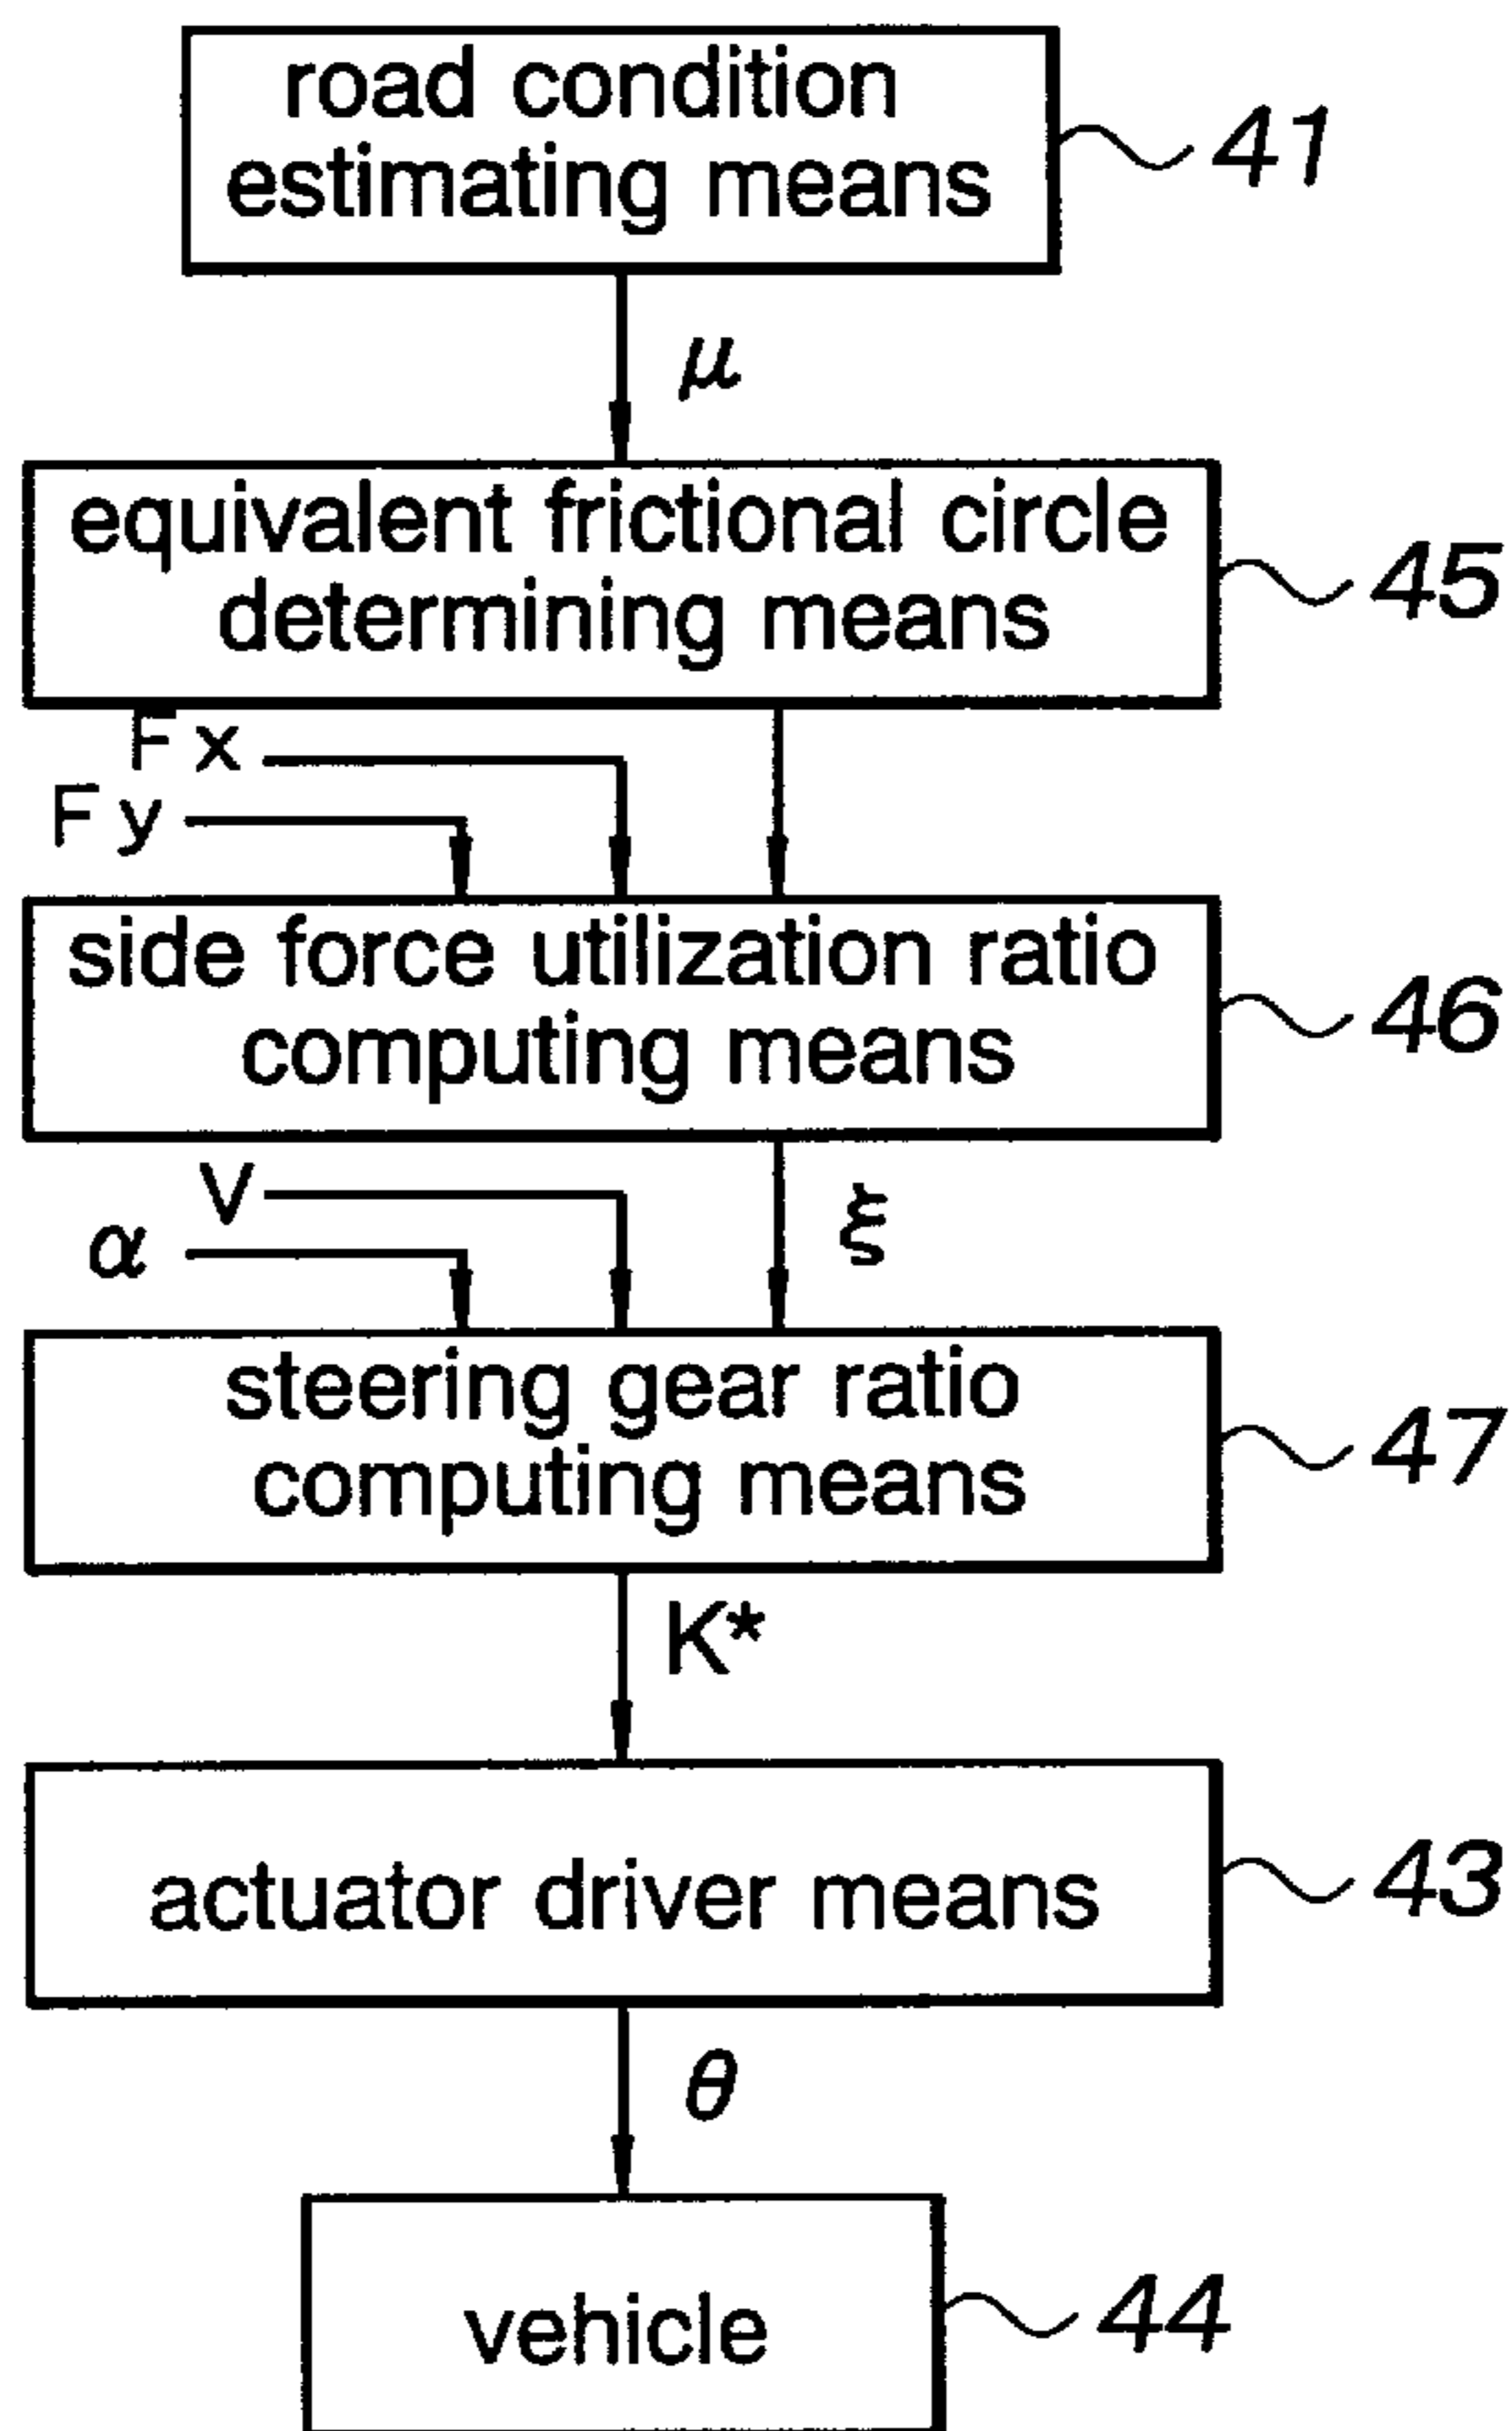 road condition
estimating means
41
μ
equivalent frictional circle
determining means
45
Fx
Fy
side force utilization ratio
computing means
46
V
α
ξ
steering gear ratio
computing means
47
K*
actuator driver means
43
θ
vehicle
44